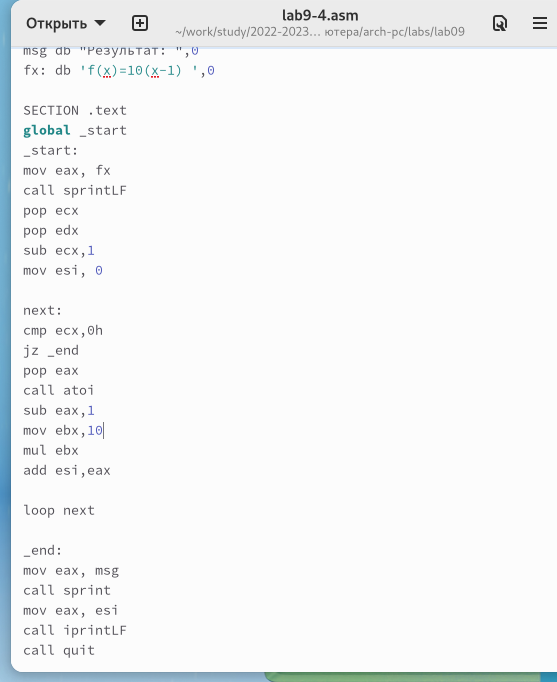 Открыть
lab9-4.asm
~/work/study/2022-2023… ютера/arch-pc/labs/lab09
msg db "Результат: ",0
fx: db 'f(x)=10(x-1) ',0
SECTION .text
global _start
_start:
mov eax, fx
call sprintLF
pop ecx
pop edx
sub ecx,1
mov esi, 0
next:
cmp ecx,0h
jz _end
pop eax
call atoi
sub eax,1
mov ebx,10
mul ebx
add esi,eax
loop next
_end:
mov eax, msg
call sprint
mov eax, esi
call iprintLF
call quit